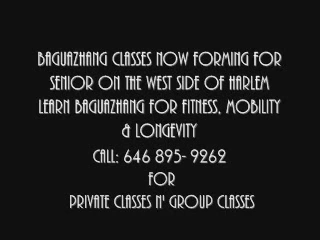 BAGUAZHANG CLASSES NOW FORMING FOR
SENIOR ON THE WEST SIDE OF HARLEM
LEARN BAGUAZHANG FOR FITNESS, MOBILITY
& LONGEVITY
CALL: 646 895- 9262
FOR
PRIVATE CLASSES N' GROUP CLASSES